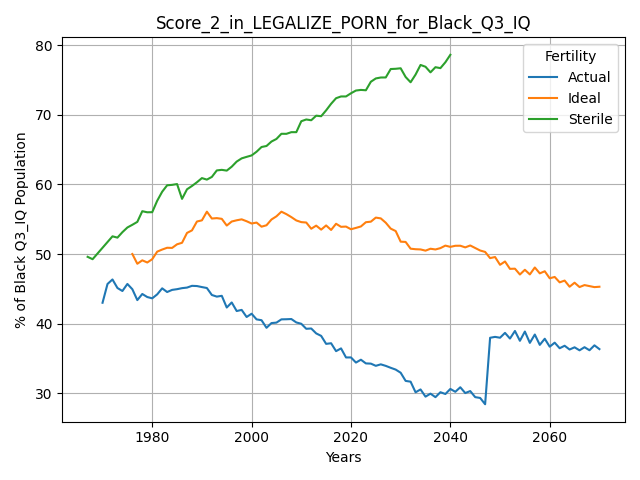 Score_2_in_LEGALIZE_PORN_for_Black_Q3_IQ
% of Black Q3_IQ Population
80
70
60
50
40
30
Fertility
Actual
Ideal
Sterile
1980
2000
2020
2040
2060
Years